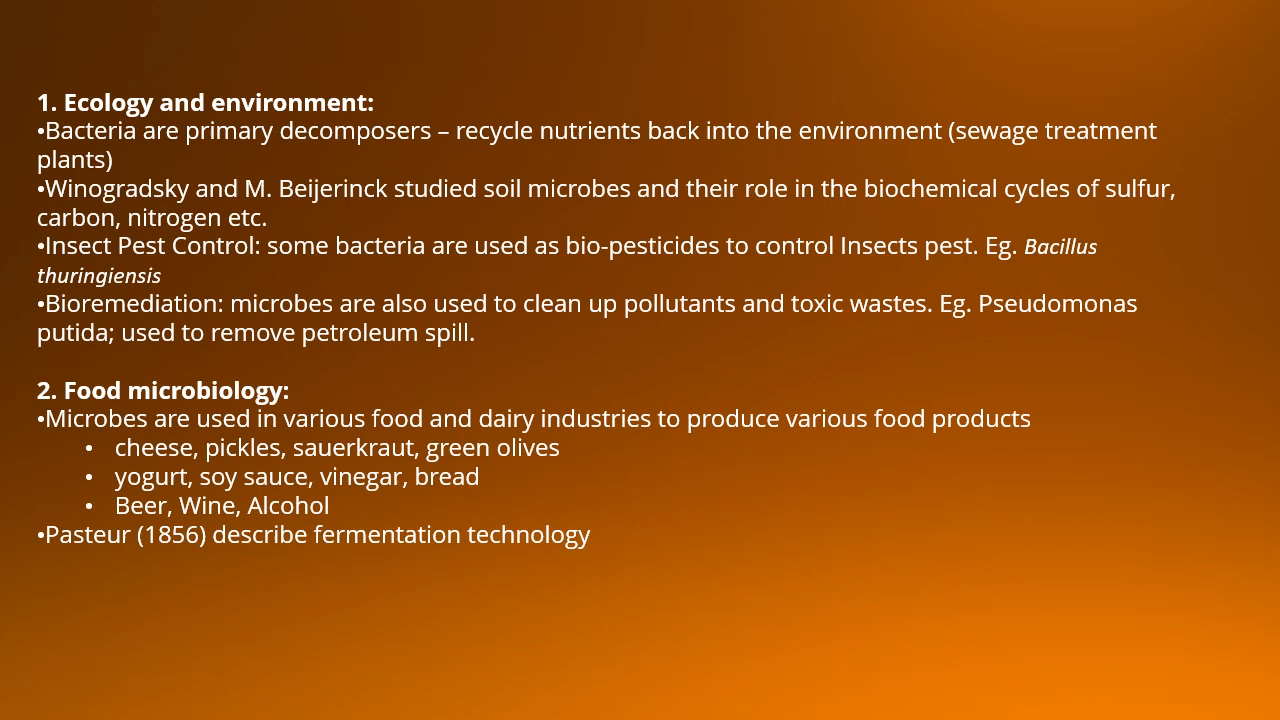 1. Ecology and environment:
•Bacteria are primary decomposers – recycle nutrients back into the environment (sewage treatment
plants)
•Winogradsky and M. Beijerinck studied soil microbes and their role in the biochemical cycles of sulfur,
carbon, nitrogen etc.
•Insect Pest Control: some bacteria are used as bio-pesticides to control Insects pest. Eg. Bacillus
thuringiensis
•Bioremediation: microbes are also used to clean up pollutants and toxic wastes. Eg. Pseudomonas
putida; used to remove petroleum spill.
2. Food microbiology:
•Microbes are used in various food and dairy industries to produce various food products
• cheese, pickles, sauerkraut, green olives
• yogurt, soy sauce, vinegar, bread
• Beer, Wine, Alcohol
•Pasteur (1856) describe fermentation technology